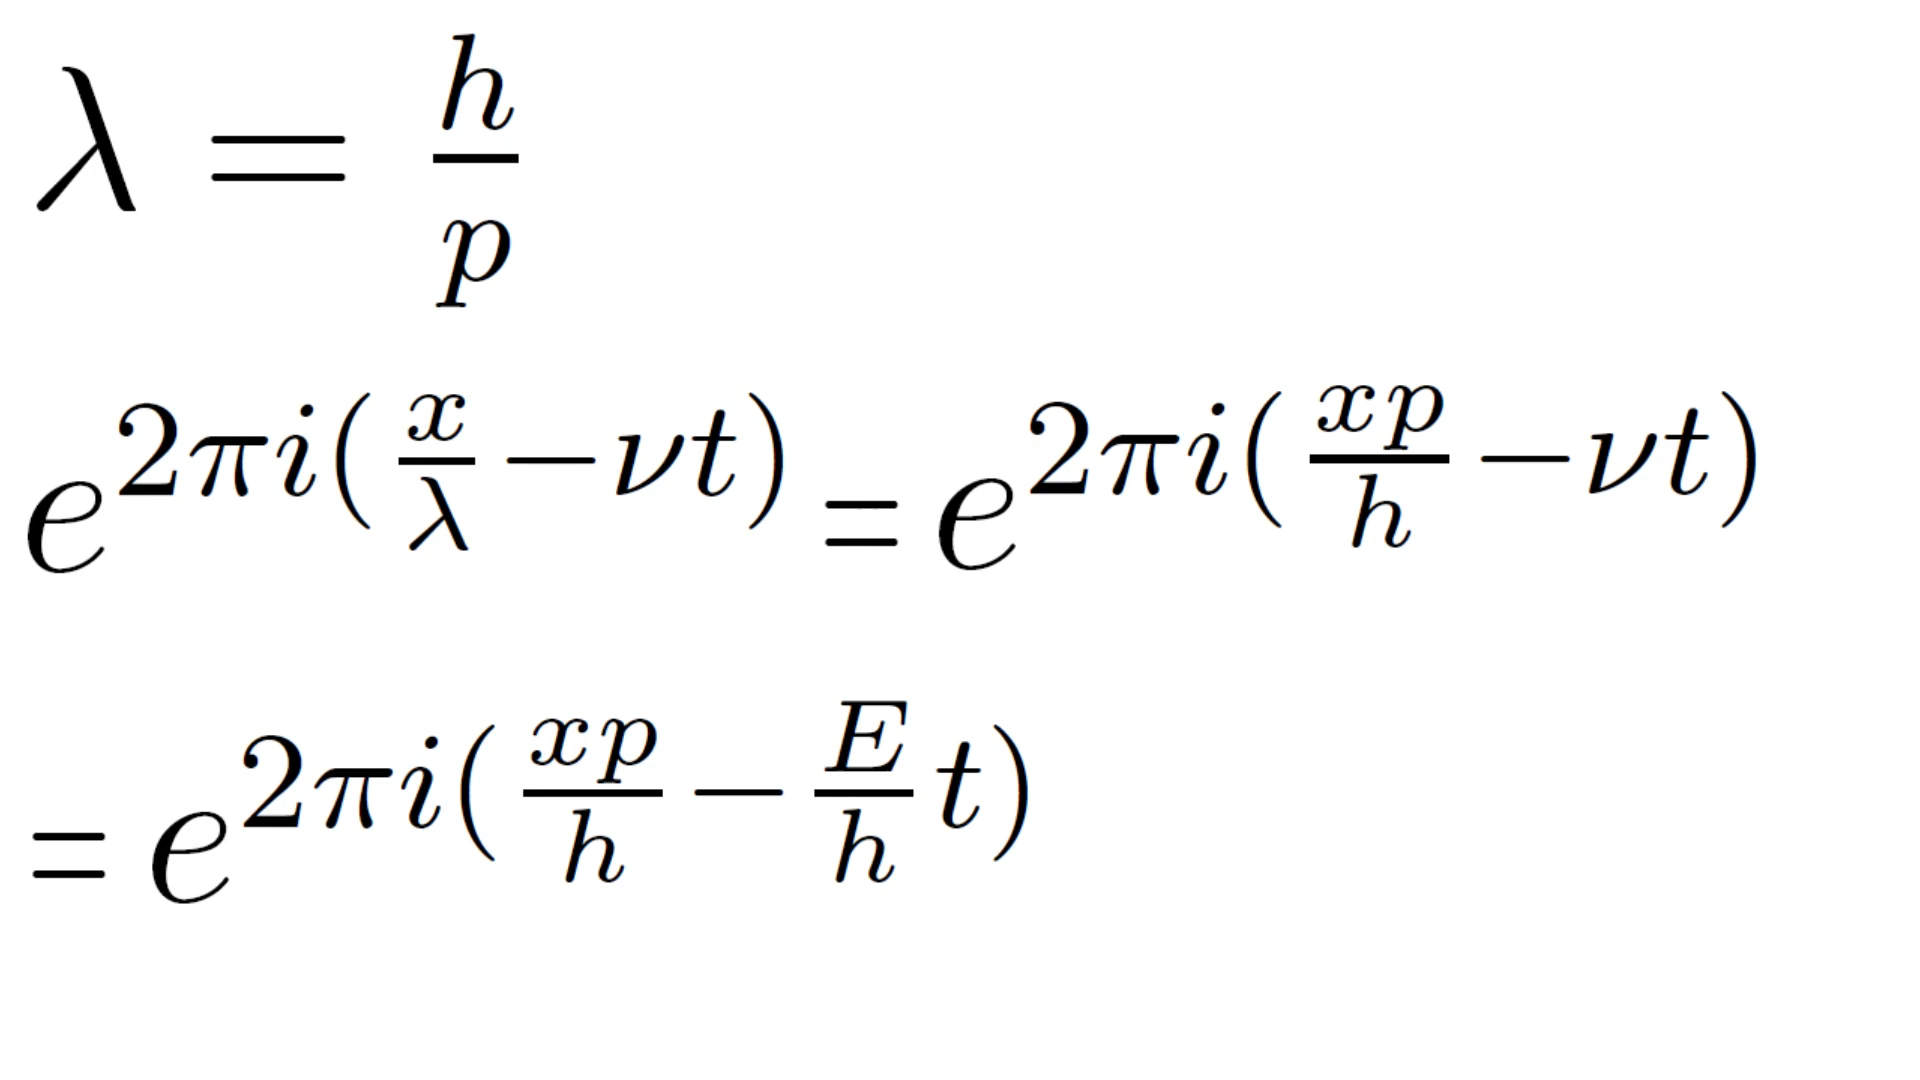 λ = h/p
e^{2πi(x/λ − νt)} = e^{2πi(xp/h − νt)}
= e^{2πi(xp/h − E/h t)}